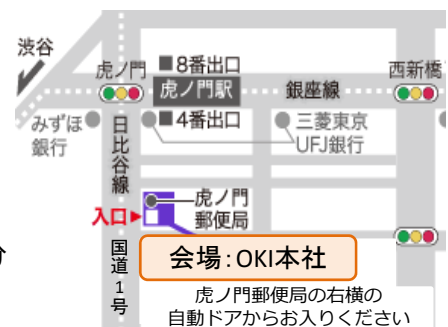 渋谷
虎ノ門
■8番出口
西新橋
虎ノ門駅
銀座線
みずほ
銀行
日比谷線
■4番出口
三菱東京
UFJ銀行
虎ノ門
郵便局
入口
国道1号
分
会場:OKI本社
虎ノ門郵便局の右横の
自動ドアからお入りください